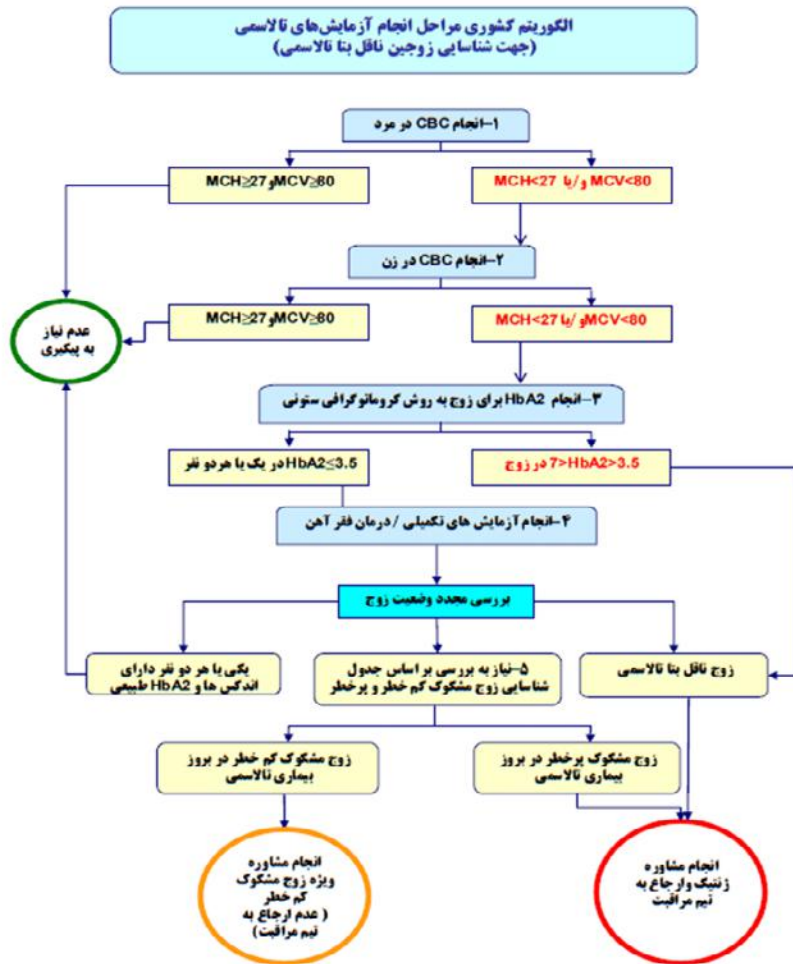 الگوریتم کشوری مراحل انجام آزمایش‌های تالاسمی
(جهت شناسایی زوجین ناقل بتا تالاسمی)
۱-انجام CBC در مرد
MCV<80 و/یا MCH<27
MCV≥80و MCH≥27
۲-انجام CBC در زن
MCV<80و/یا MCH<27
MCV≥80و MCH≥27
عدم نیاز
به پیگیری
۳-انجام HbA2 برای زوج به روش کروماتوگرافی ستونی
7>HbA2>3.5 در زوج
HbA2≤3.5 در یک یا هردو نفر
۴-انجام آزمایش های تکمیلی / درمان فقر آهن
بررسی مجدد وضعیت زوج
زوج ناقل بتا تالاسمی
۵-نیاز به بررسی بر اساس جدول
شناسایی زوج مشکوک کم خطر و پرخطر
یکی یا هر دو نفر دارای
اندکس ها و HbA2 طبیعی
زوج مشکوک پرخطر در بروز
بیماری تالاسمی
زوج مشکوک کم خطر در بروز
بیماری تالاسمی
انجام مشاوره
ژنتیک وارجاع به
تیم مراقبت
انجام مشاوره
ویژه زوج مشکوک
کم خطر
( عدم ارجاع به
تیم مراقبت)